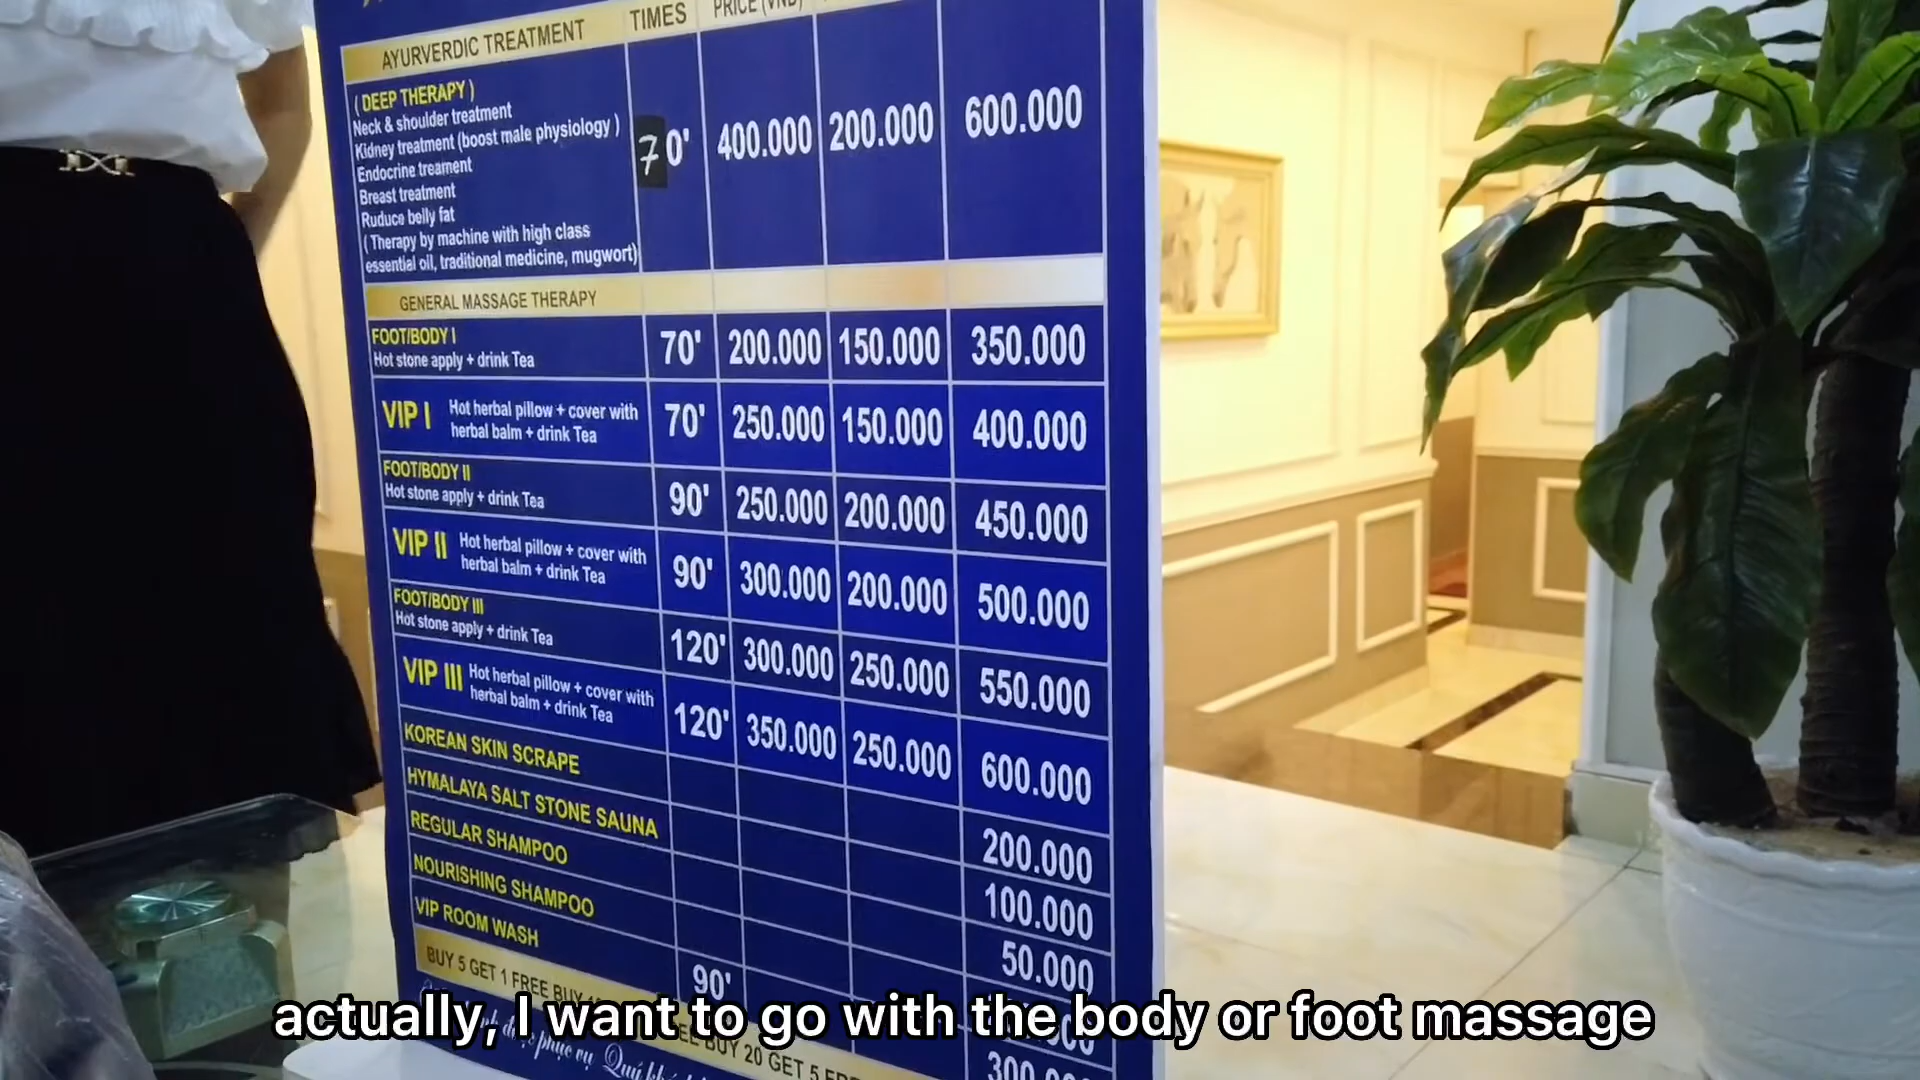 TIMES PRICE (VND)
AYURVERDIC TREATMENT
( DEEP THERAPY )
Neck & shoulder treatment
Kidney treatment (boost male physiology )
Endocrine treament
Breast treatment
Ruduce belly fat
( Therapy by machine with high class
essential oil, traditional medicine, mugwort)
70' 400.000 200.000 600.000
GENERAL MASSAGE THERAPY
FOOT/BODY I
Hot stone apply + drink Tea
70' 200.000 150.000 350.000
VIP I Hot herbal pillow + cover with
herbal balm + drink Tea
70' 250.000 150.000 400.000
FOOT/BODY II
Hot stone apply + drink Tea
90' 250.000 200.000 450.000
VIP II Hot herbal pillow + cover with
herbal balm + drink Tea
90' 300.000 200.000 500.000
FOOT/BODY III
Hot stone apply + drink Tea
120' 300.000 250.000 550.000
VIP III Hot herbal pillow + cover with
herbal balm + drink Tea
120' 350.000 250.000 600.000
KOREAN SKIN SCRAPE 200.000
HYMALAYA SALT STONE SAUNA 100.000
REGULAR SHAMPOO 50.000
NOURISHING SHAMPOO
VIP ROOM WASH 90'
BUY 5 GET 1 FREE BUY
BUY 20 GET 5
phục vụ Quý
actually, I want to go with the body or foot massage